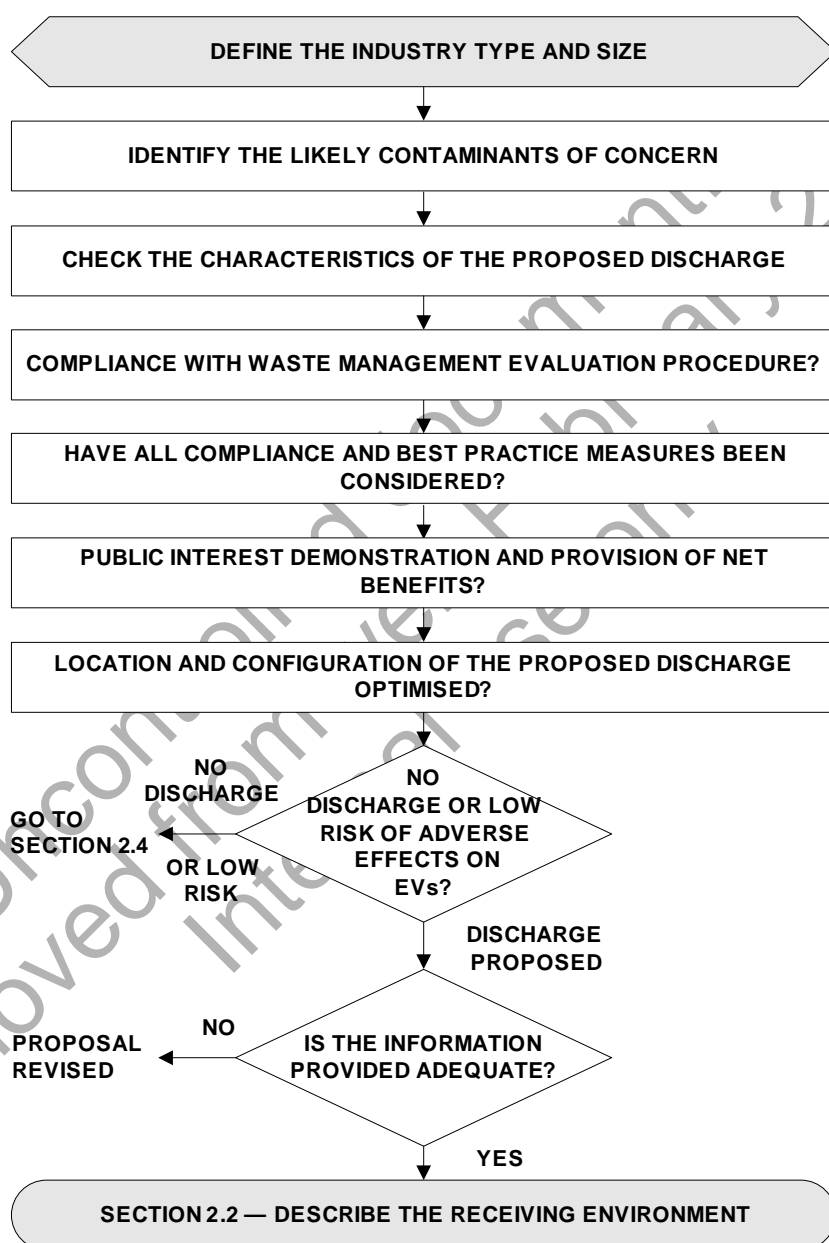 DEFINE THE INDUSTRY TYPE AND SIZE
IDENTIFY THE LIKELY CONTAMINANTS OF CONCERN
CHECK THE CHARACTERISTICS OF THE PROPOSED DISCHARGE
COMPLIANCE WITH WASTE MANAGEMENT EVALUATION PROCEDURE?
HAVE ALL COMPLIANCE AND BEST PRACTICE MEASURES BEEN
CONSIDERED?
PUBLIC INTEREST DEMONSTRATION AND PROVISION OF NET
BENEFITS?
LOCATION AND CONFIGURATION OF THE PROPOSED DISCHARGE
OPTIMISED?
NO
DISCHARGE
OR LOW
RISK
GO TO
SECTION 2.4
NO
DISCHARGE OR LOW
RISK OF ADVERSE
EFFECTS ON
EVs?
DISCHARGE
PROPOSED
NO
PROPOSAL
REVISED
IS THE INFORMATION
PROVIDED ADEQUATE?
YES
SECTION 2.2 — DESCRIBE THE RECEIVING ENVIRONMENT